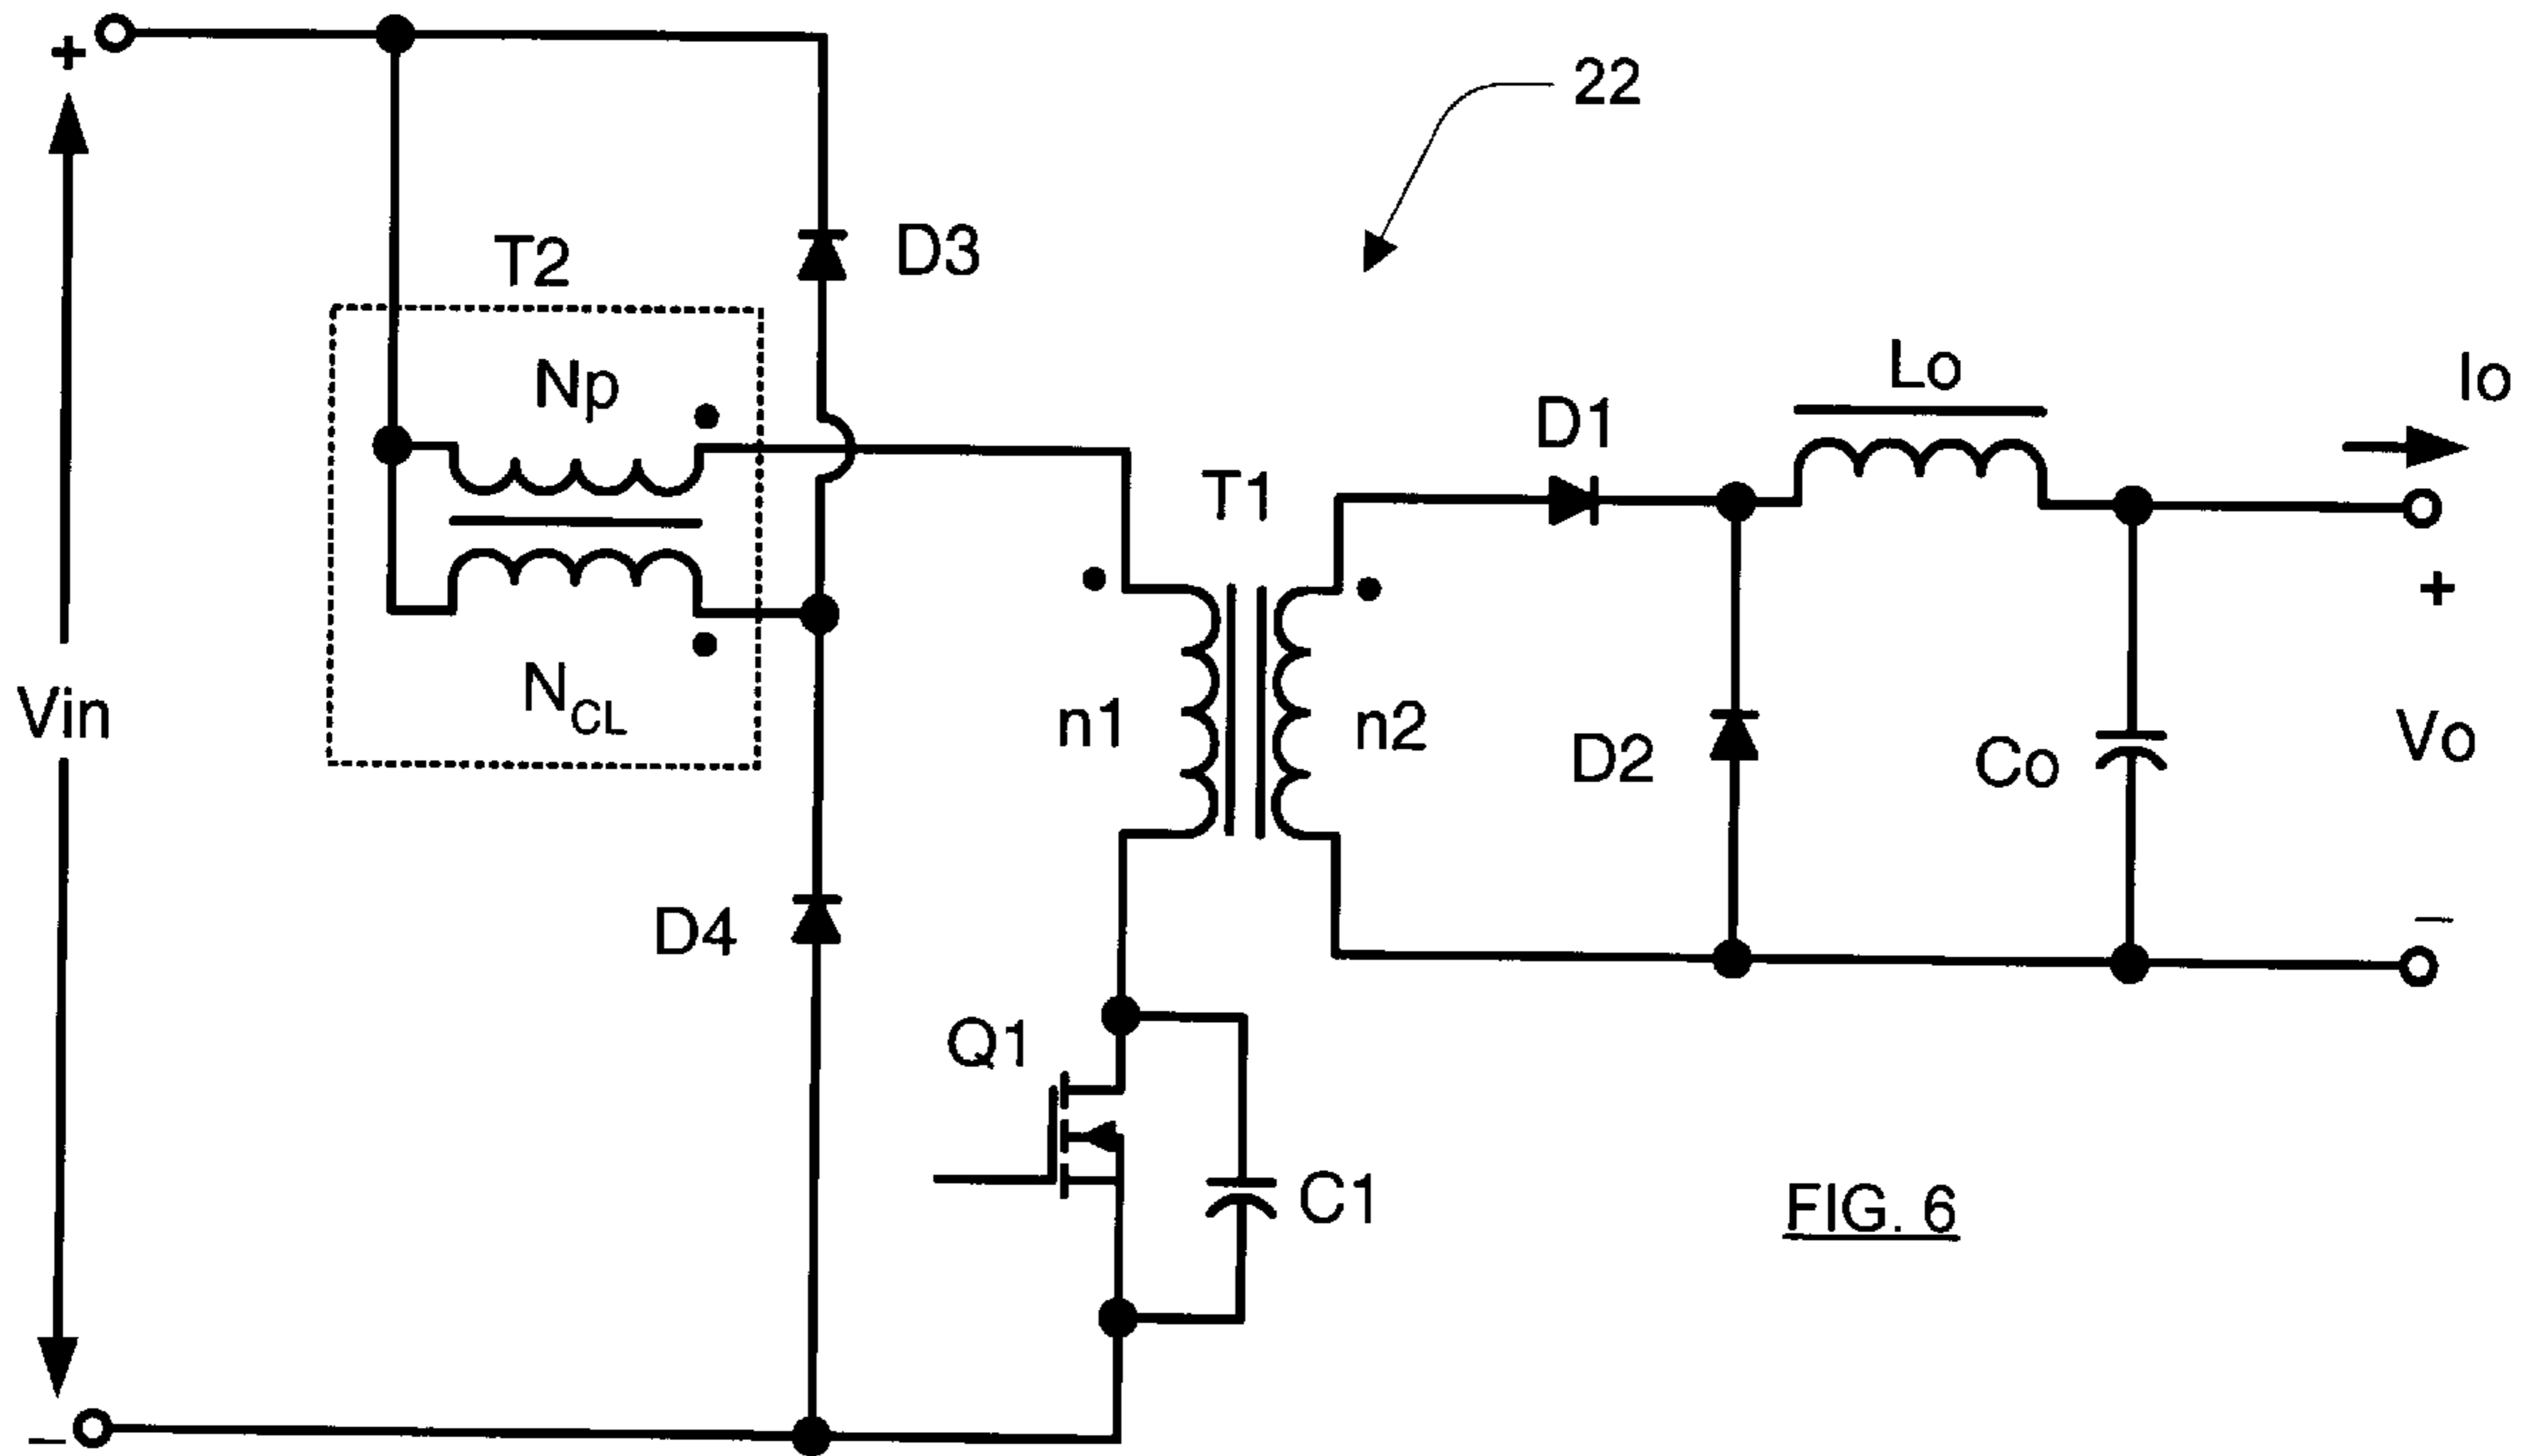 +
22
T2
D3
Np
Lo
Io
D1
T1
+
N_CL
Vin
n1
n2
D2
Co
Vo
D4
–
Q1
C1
FIG. 6
–